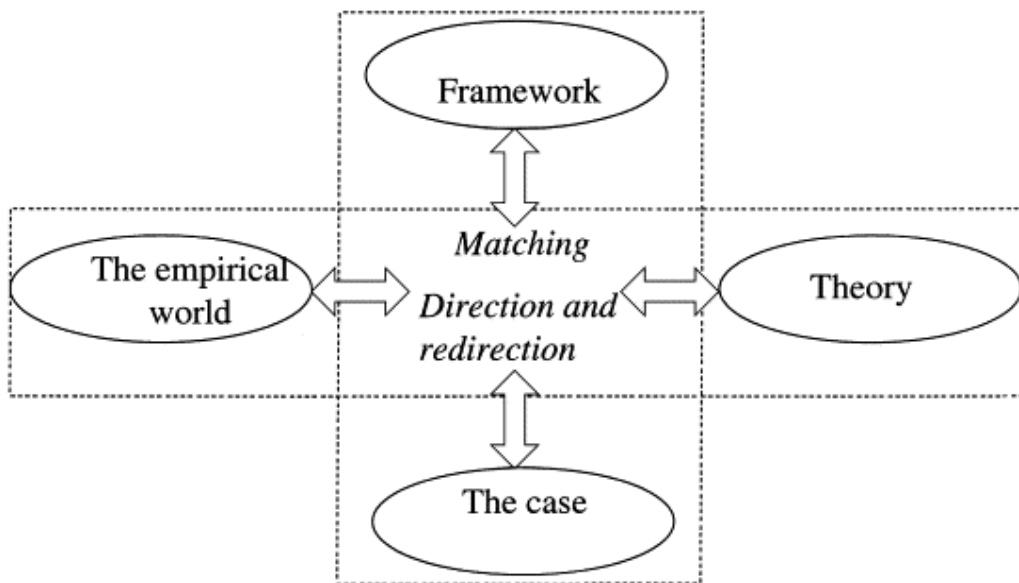 Framework
Matching
The empirical
world
Direction and
redirection
Theory
The case